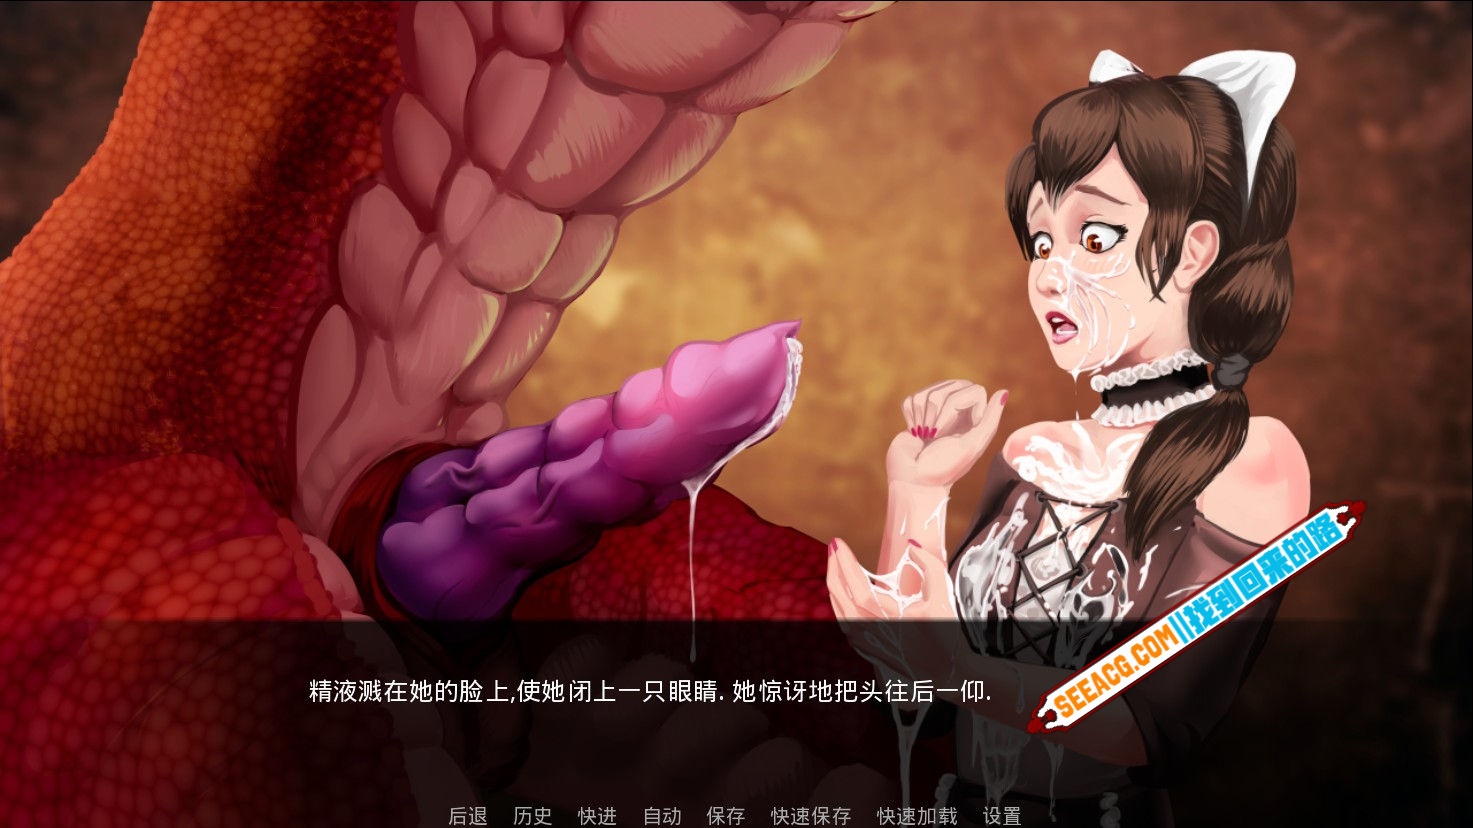 精液溅在她的脸上,使她闭上一只眼睛. 她惊讶地把头往后一仰.
SEEACG.COM||找到回来的路
后退 历史 快进 自动 保存 快速保存 快速加载 设置